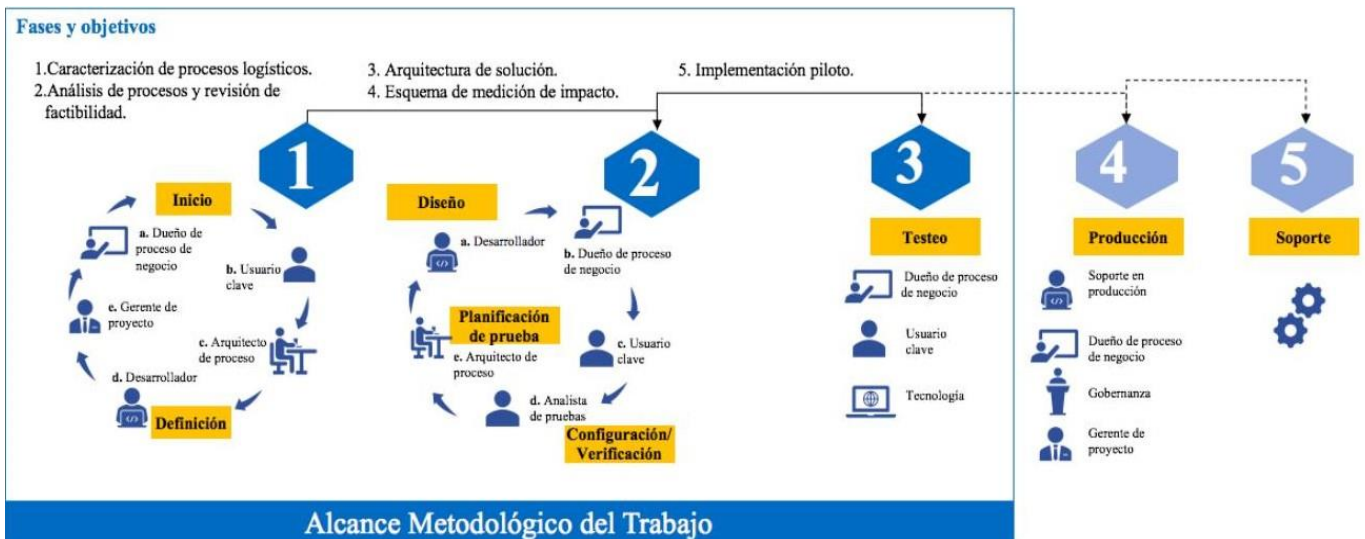 Fases y objetivos
1.Caracterización de procesos logísticos.
2.Análisis de procesos y revisión de
factibilidad.
3. Arquitectura de solución.
4. Esquema de medición de impacto.
5. Implementación piloto.
1
Inicio
a. Dueño de
proceso de
negocio
b. Usuario
clave
c. Arquitecto
de proceso
d. Desarrollador
e. Gerente de
proyecto
Definición
2
Diseño
a. Desarrollador
b. Dueño de proceso
de negocio
c. Usuario
clave
d. Analista
de pruebas
e. Arquitecto de
proceso
Planificación
de prueba
Configuración/
Verificación
3
Testeo
Dueño de proceso
de negocio
Usuario
clave
Tecnología
4
Producción
Soporte en
producción
Dueño de proceso
de negocio
Gobernanza
Gerente de
proyecto
5
Soporte
Alcance Metodológico del Trabajo